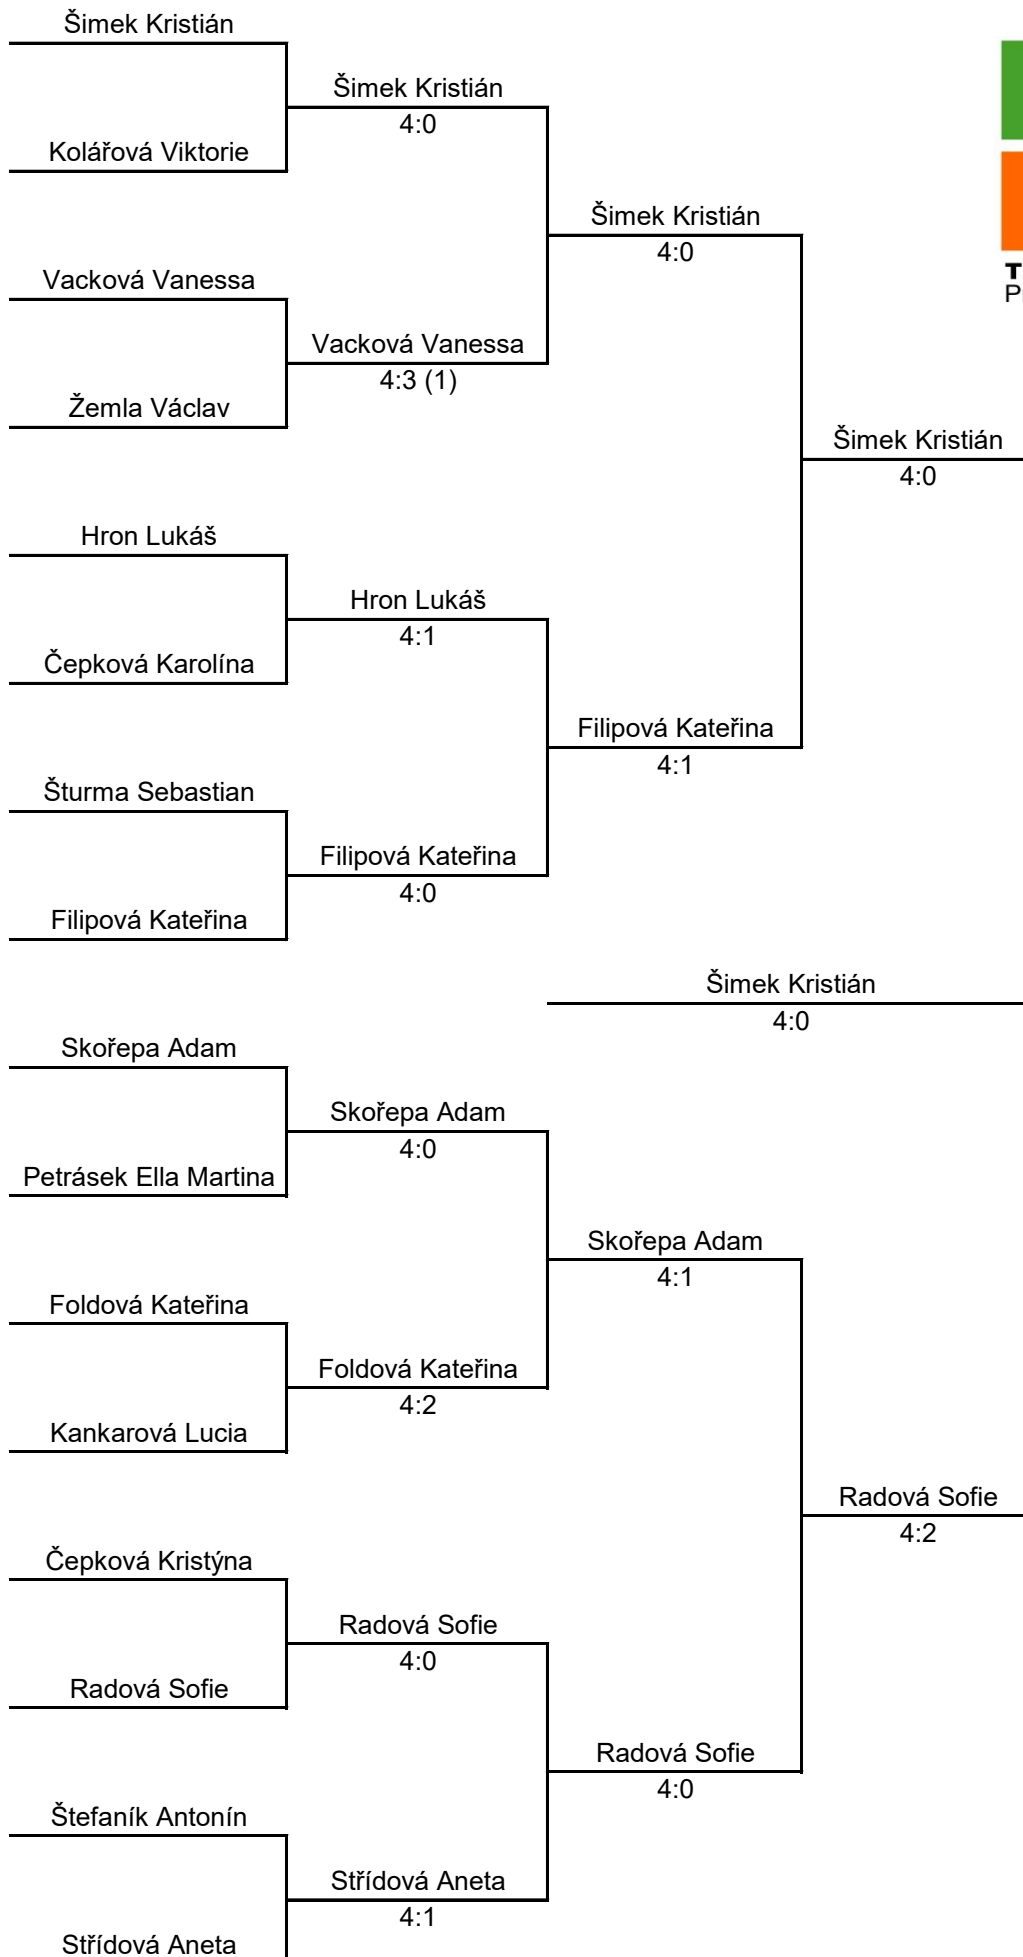 Šimek Kristián
Šimek Kristián
4:0
Kolářová Viktorie
Šimek Kristián
4:0
Vacková Vanessa
Vacková Vanessa
4:3 (1)
Žemla Václav
Šimek Kristián
4:0
Hron Lukáš
Hron Lukáš
4:1
Čepková Karolína
Filipová Kateřina
4:1
Šturma Sebastian
Filipová Kateřina
4:0
Filipová Kateřina
Šimek Kristián
4:0
Skořepa Adam
Skořepa Adam
4:0
Petrásek Ella Martina
Skořepa Adam
4:1
Foldová Kateřina
Foldová Kateřina
4:2
Kankarová Lucia
Radová Sofie
4:2
Čepková Kristýna
Radová Sofie
4:0
Radová Sofie
Radová Sofie
4:0
Štefaník Antonín
Střídová Aneta
4:1
Střídová Aneta